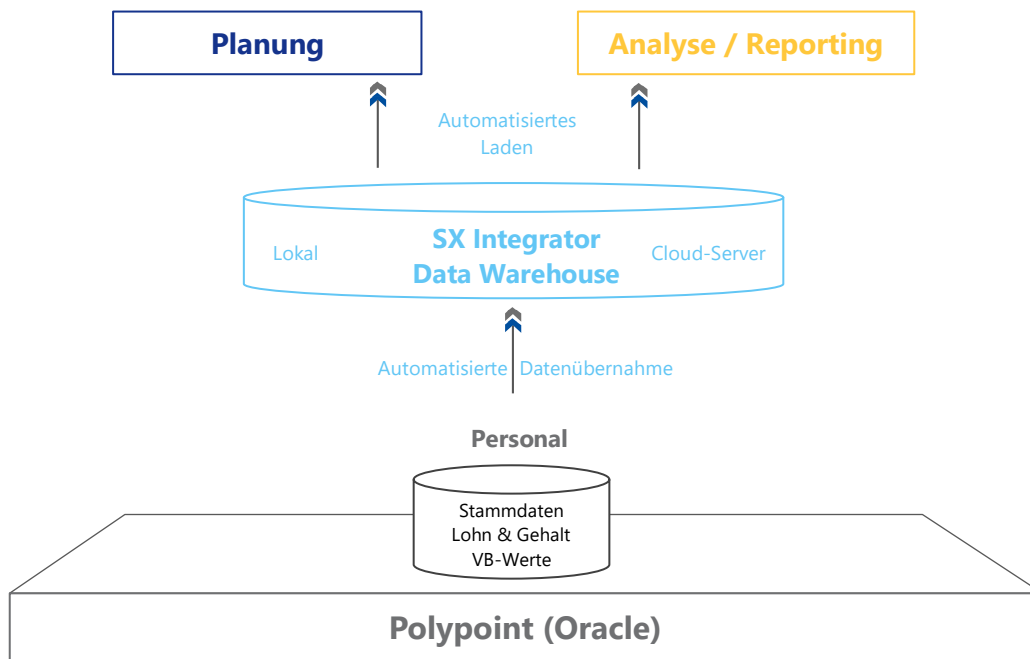 Planung
Analyse / Reporting
Automatisiertes
Laden
SX Integrator
Data Warehouse
Lokal
Cloud-Server
Automatisierte Datenübernahme
Personal
Stammdaten
Lohn & Gehalt
VB-Werte
Polypoint (Oracle)